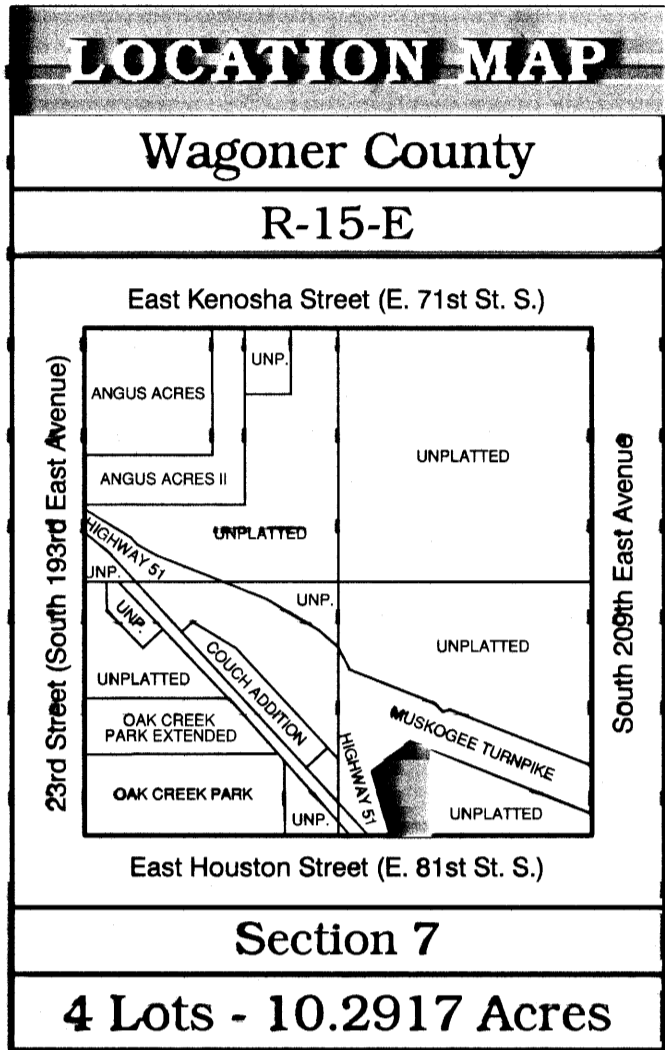 LOCATION MAP
Wagoner County
R-15-E
East Kenosha Street (E. 71st St. S.)
23rd Street (South 193rd East Avenue)
South 209th East Avenue
UNP.
ANGUS ACRES
UNPLATTED
ANGUS ACRES II
UNPLATTED
HIGHWAY 51
UNP.
UNP.
UNP.
UNPLATTED
COUCH ADDITION
UNPLATTED
OAK CREEK
PARK EXTENDED
MUSKOGEE TURNPIKE
HIGHWAY 51
OAK CREEK PARK
UNP.
UNPLATTED
East Houston Street (E. 81st St. S.)
Section 7
4 Lots - 10.2917 Acres